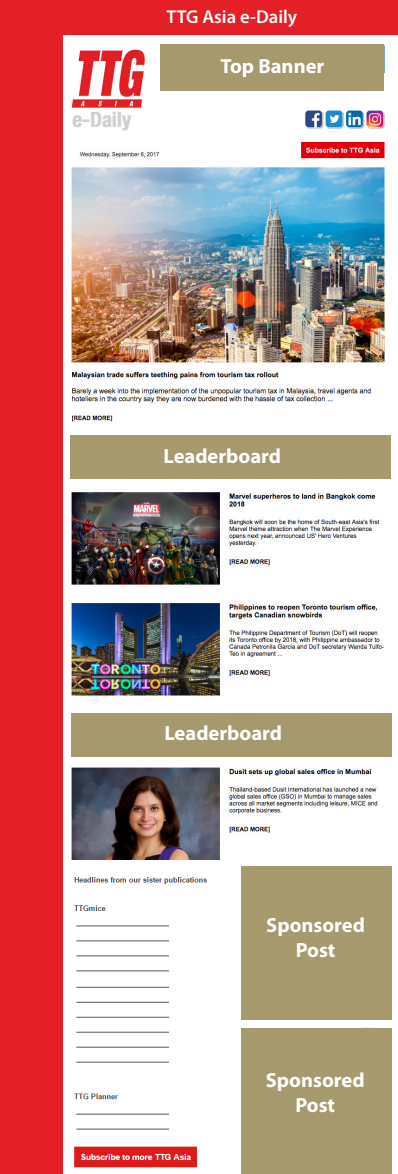 TTG Asia e-Daily
TTG
ASIA
e-Daily
Top Banner
Wednesday, September 6, 2017
Subscribe to TTG Asia
Malaysian trade suffers teething pains from tourism tax rollout
Barely a week into the implementation of the unpopular tourism tax in Malaysia, travel agents and
hoteliers in the country say they are now burdened with the hassle of tax collection ...
[READ MORE]
Leaderboard
MARVEL
EXPERIENCE
Marvel superheros to land in Bangkok come
2018
Bangkok will soon be the home of South-east Asia's first
Marvel theme attraction when The Marvel Experience
opens next year, announced US' Hero Ventures
yesterday.
[READ MORE]
TORONTO
Philippines to reopen Toronto tourism office,
targets Canadian snowbirds
The Philippine Department of Tourism (DoT) will reopen
its Toronto office by 2018, with Philippine ambassador to
Canada Petronila Garcia and DoT secretary Wanda Tulfo-
Teo in agreement ...
[READ MORE]
Leaderboard
Dusit sets up global sales office in Mumbai
Thailand-based Dusit International has launched a new
global sales office (GSO) in Mumbai to manage sales
across all market segments including leisure, MICE and
corporate business.
[READ MORE]
Headlines from our sister publications
TTGmice
Sponsored
Post
TTG Planner
Sponsored
Post
Subscribe to more TTG Asia